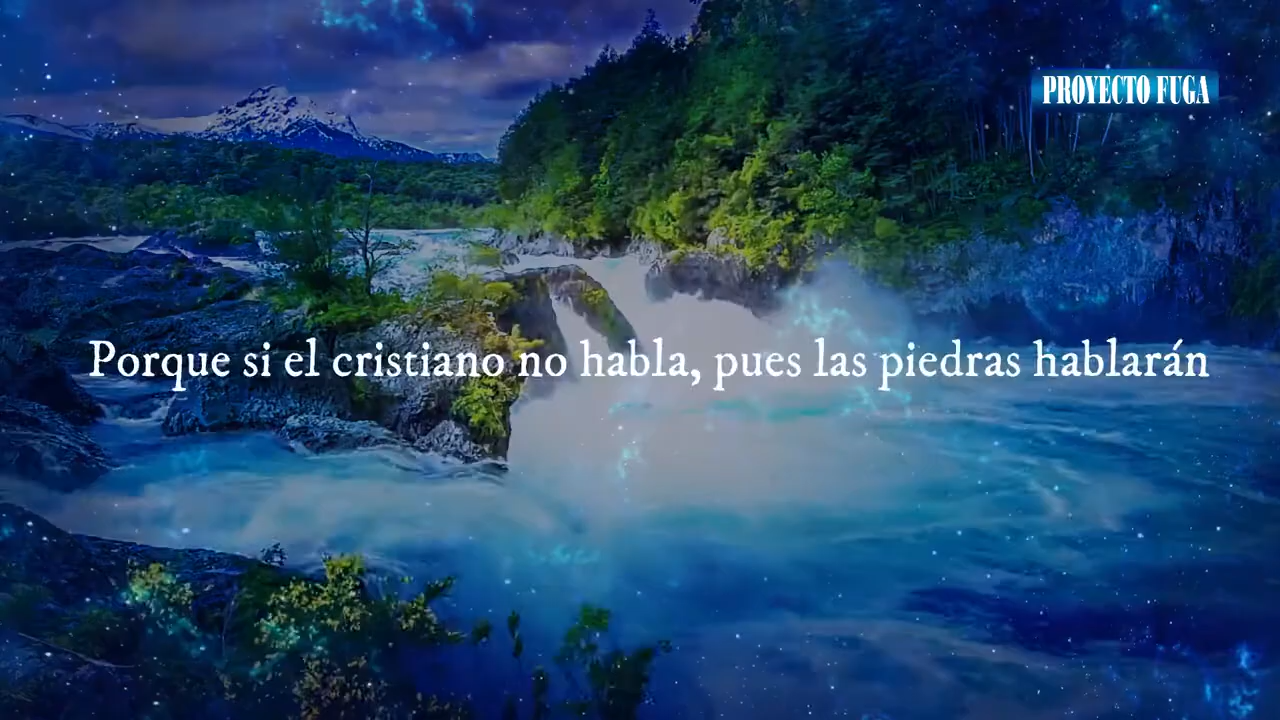 PROYECTO FUGA
Porque si el cristiano no habla, pues las piedras hablarán